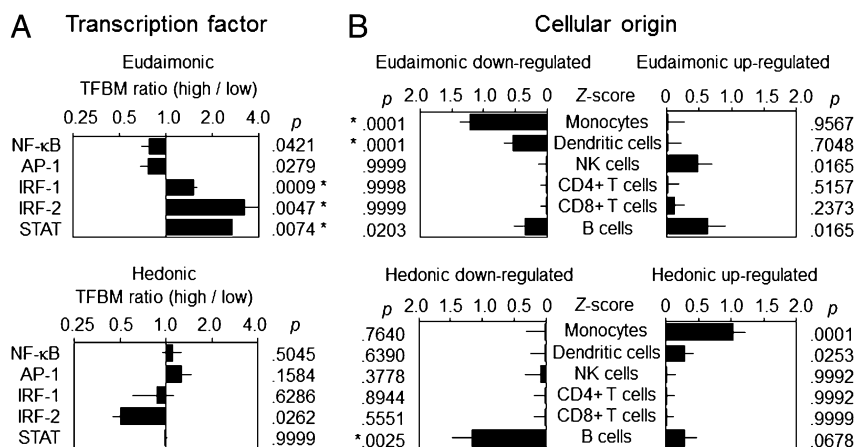 A Transcription factor
Eudaimonic
TFBM ratio (high / low)
0.25 0.5 1.0 2.0 4.0 p
NF-κB .0421
AP-1 .0279
IRF-1 .0009 *
IRF-2 .0047 *
STAT .0074 *
Hedonic
TFBM ratio (high / low)
0.25 0.5 1.0 2.0 4.0 p
NF-κB .5045
AP-1 .1584
IRF-1 .6286
IRF-2 .0262
STAT .9999
B Cellular origin
Eudaimonic down-regulated Eudaimonic up-regulated
p 2.0 1.5 1.0 0.5 0 Z-score 0 0.5 1.0 1.5 2.0 p
* .0001 Monocytes .9567
* .0001 Dendritic cells .7048
.9999 NK cells .0165
.9998 CD4+ T cells .5157
.9999 CD8+ T cells .2373
.0203 B cells .0165
Hedonic down-regulated Hedonic up-regulated
p 2.0 1.5 1.0 0.5 0 Z-score 0 0.5 1.0 1.5 2.0 p
.7640 Monocytes .0001
.6390 Dendritic cells .0253
.3778 NK cells .9992
.8944 CD4+ T cells .9992
.5551 CD8+ T cells .9999
* .0025 B cells .0678